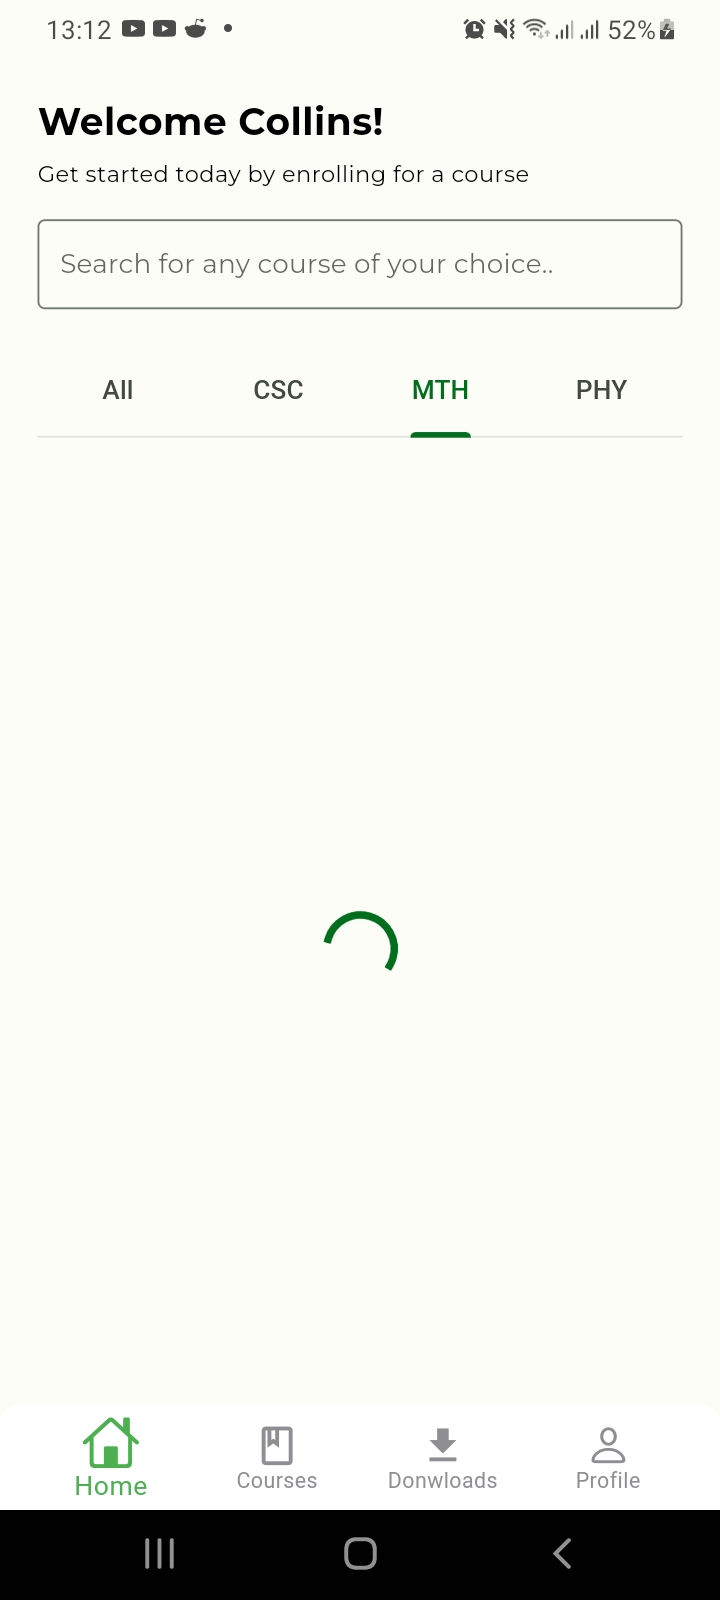 13:12
52%
Welcome Collins!
Get started today by enrolling for a course
Search for any course of your choice..
All CSC MTH PHY
Home Courses Donwloads Profile